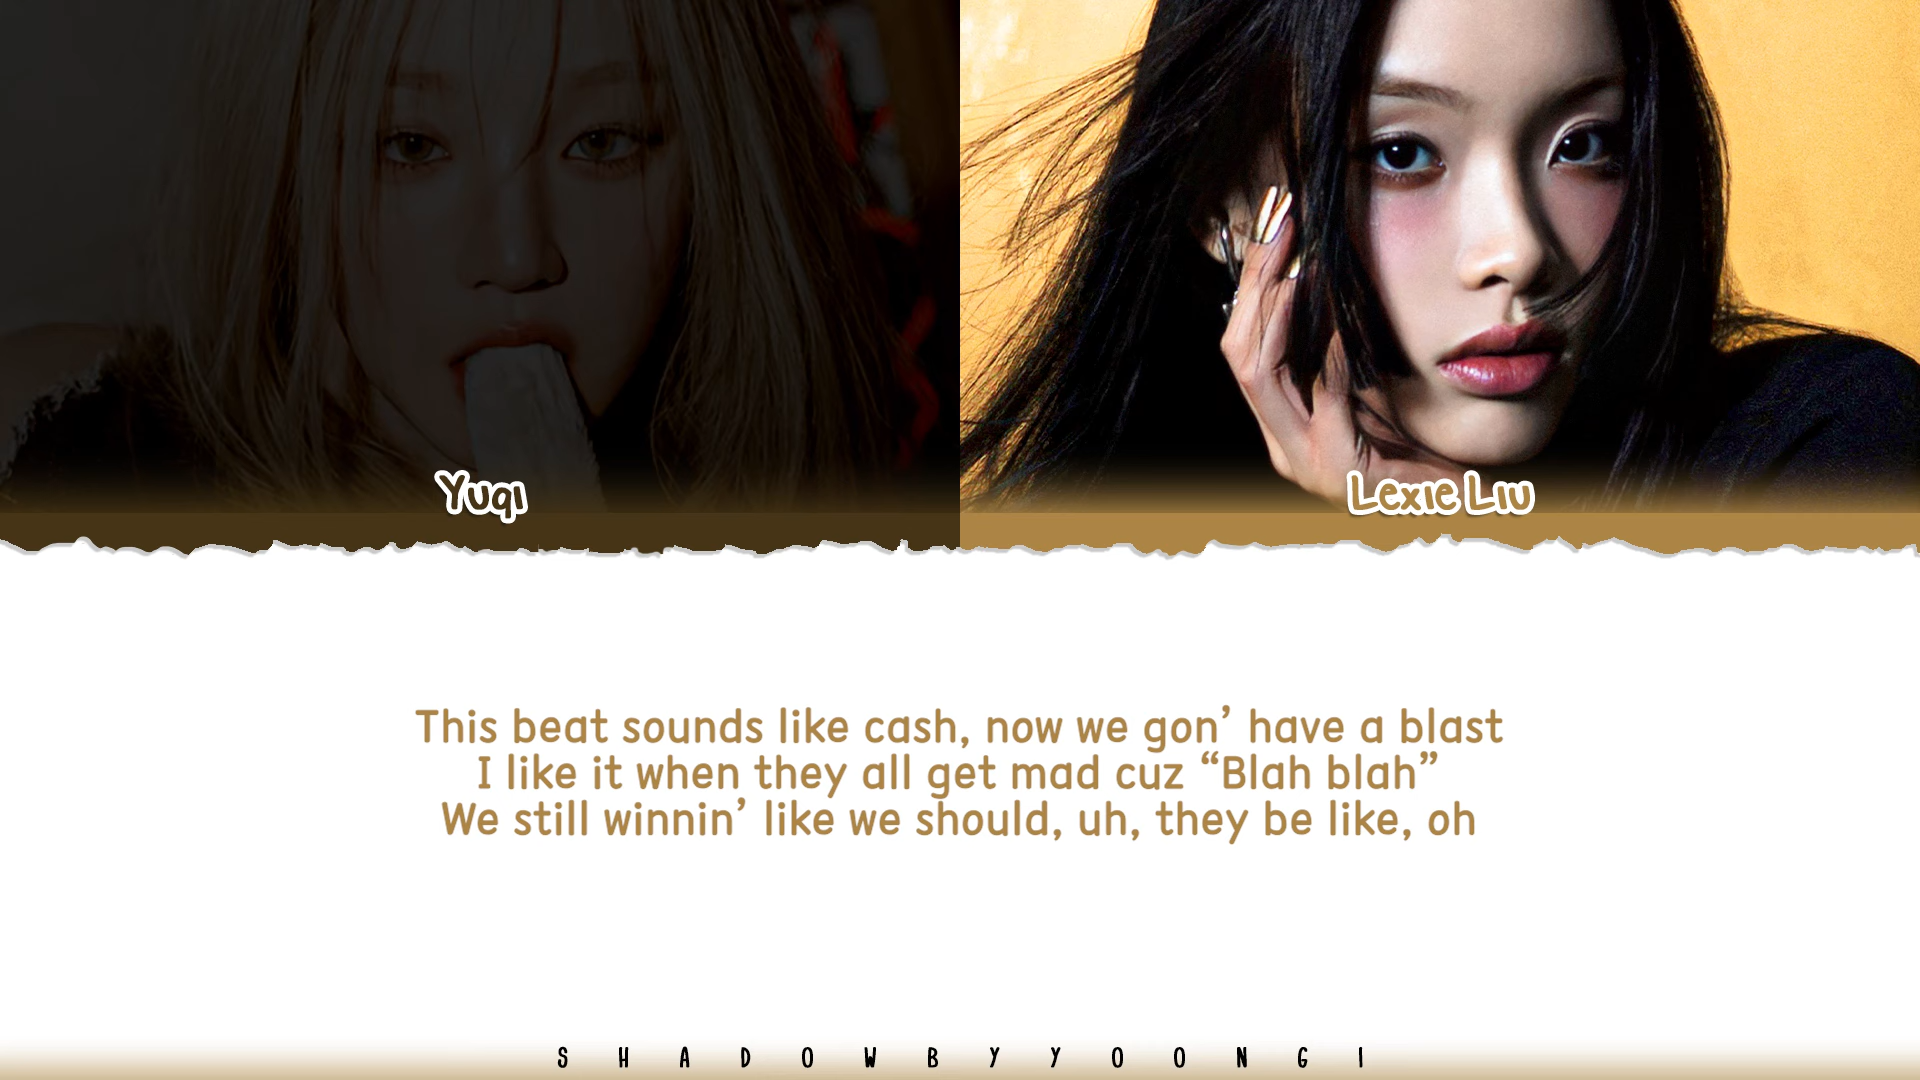 Yuqi
Lexie Liu
This beat sounds like cash, now we gon’ have a blast
I like it when they all get mad cuz “Blah blah”
We still winnin’ like we should, uh, they be like, oh
SHADOWBYYOONGI